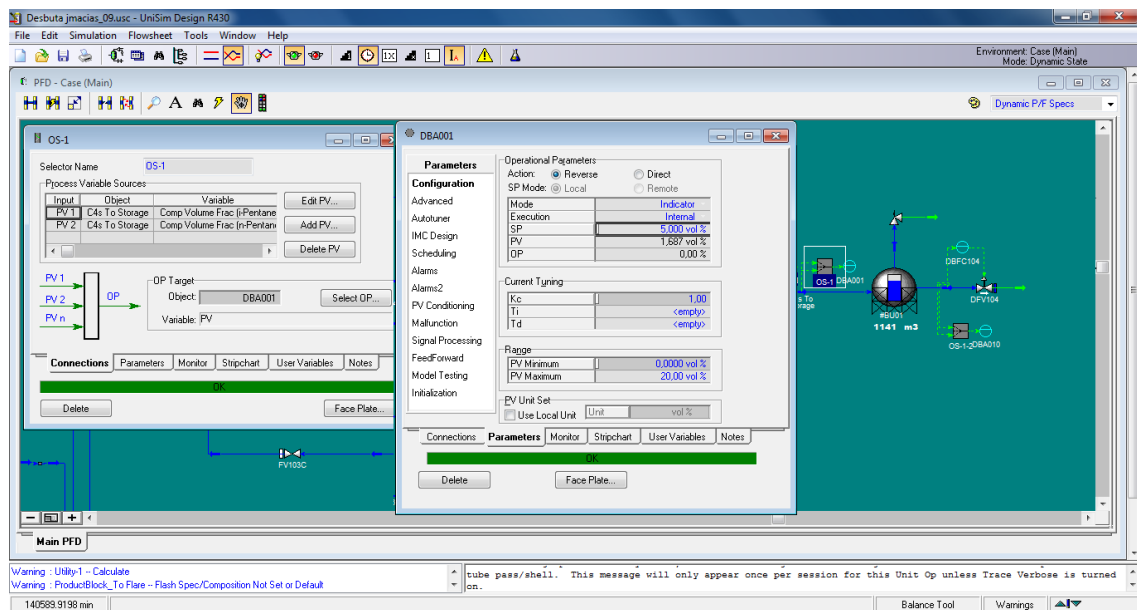 Desbuta jmacias_09.usc - UniSim Design R430
File Edit Simulation Flowsheet Tools Window Help
Environment: Case (Main)
Mode: Dynamic State
PFD - Case (Main)
Dynamic P/F Specs
OS-1
Selector Name OS-1
Process Variable Sources
Input Object Variable
PV 1 C4s To Storage Comp Volume Frac (i-Pentane
PV 2 C4s To Storage Comp Volume Frac (n-Pentane
Edit PV...
Add PV...
Delete PV
PV 1
PV 2
PV n
OP
OP Target
Object: DBA001
Select OP...
Variable: PV
Connections Parameters Monitor Stripchart User Variables Notes
OK
Delete Face Plate...
DBA001
Parameters
Configuration
Advanced
Autotuner
IMC Design
Scheduling
Alarms
Alarms2
PV Conditioning
Malfunction
Signal Processing
FeedForward
Model Testing
Initialization
Operational Parameters
Action: Reverse Direct
SP Mode: Local Remote
Mode Indicator
Execution Internal
SP 5,000 vol %
PV 1,687 vol %
OP 0,00 %
Current Tuning
Kc 1,00
Ti <empty>
Td <empty>
Range
PV Minimum 0,0000 vol %
PV Maximum 20,00 vol %
PV Unit Set
Use Local Unit Unit vol %
Connections Parameters Monitor Stripchart User Variables Notes
OK
Delete Face Plate...
OS-1 DBA001
s To
rage
#BU01
1141 m3
DBFC104
DFV104
OS-1-2 DBA010
FV103C
Main PFD
Warning : Utility-1 -- Calculate
Warning : ProductBlock_To Flare -- Flash Spec/Composition Not Set or Default
tube pass/shell. This message will only appear once per session for this Unit Op unless Trace Verbose is turned
on.
140589.9198 min
Balance Tool Warnings